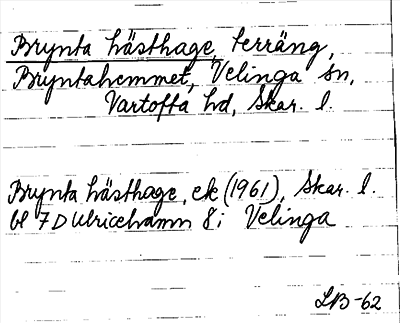 Brynta hästhage, terräng,
Bryntahemmet, Velinga sn,
Vartofta hd, Skar. l.
Brynta hästhage, ek (1961), Skar. l.
bl 7 D Ulricehamn 8 i Velinga
LB-62